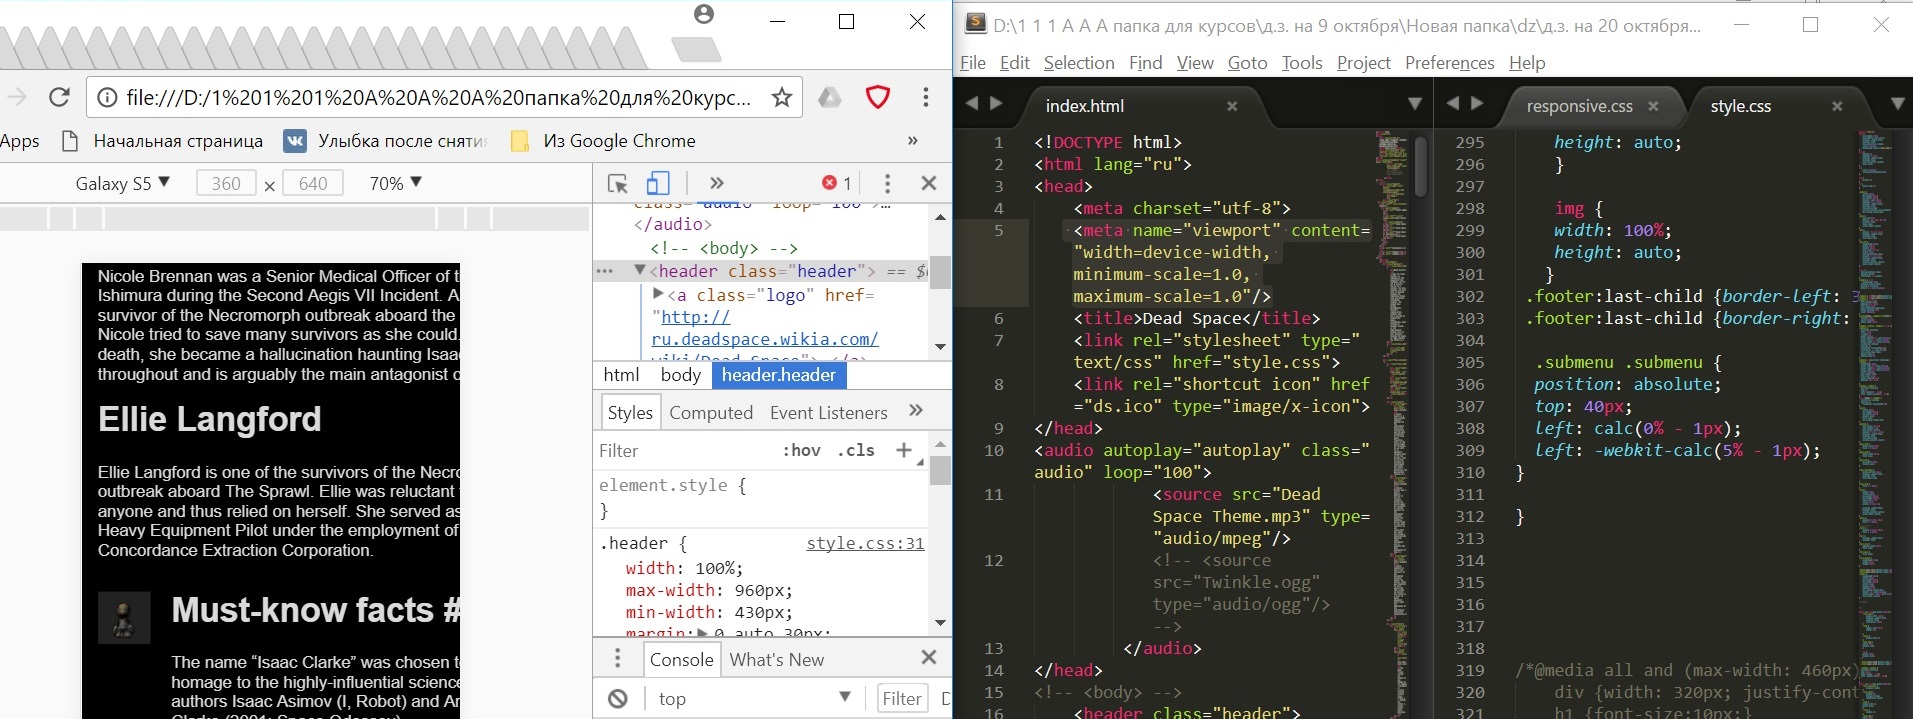 file:///D:/1%201%201%20A%20A%20A%20папка%20для%20курс...
Apps
Начальная страница
Улыбка после снятия
Из Google Chrome
»
Galaxy S5 ▼ 360 × 640 70% ▼
Nicole Brennan was a Senior Medical Officer of t
Ishimura during the Second Aegis VII Incident. A
survivor of the Necromorph outbreak aboard the
Nicole tried to save many survivors as she could.
death, she became a hallucination haunting Isaa
throughout and is arguably the main antagonist o
Ellie Langford
Ellie Langford is one of the survivors of the Necro
outbreak aboard The Sprawl. Ellie was reluctant
anyone and thus relied on herself. She served as
Heavy Equipment Pilot under the employment of
Concordance Extraction Corporation.
Must-know facts #
The name “Isaac Clarke” was chosen t
homage to the highly-influential science
authors Isaac Asimov (I, Robot) and Ar
Clarke (2001: Space Odyssey)
» 1
class="audio" loop="100">…
</audio>
<!-- <body> -->
… ▼<header class="header"> == $
▶<a class="logo" href=
"http://
ru.deadspace.wikia.com/
wiki/Dead Space"> </a>
html body header.header
Styles Computed Event Listeners »
Filter :hov .cls +
element.style {
}
.header { style.css:31
width: 100%;
max-width: 960px;
min-width: 430px;
margin:▶ 0 auto 30px;
Console What's New
top ▼ Filter D
D:\1 1 1 A A A папка для курсов\д.з. на 9 октября\Новая папка\dz\д.з. на 20 октября...
File Edit Selection Find View Goto Tools Project Preferences Help
index.html ×
1 <!DOCTYPE html>
2 <html lang="ru">
3 <head>
4 <meta charset="utf-8">
5 <meta name="viewport" content=
"width=device-width,
minimum-scale=1.0,
maximum-scale=1.0"/>
6 <title>Dead Space</title>
7 <link rel="stylesheet" type="
text/css" href="style.css">
8 <link rel="shortcut icon" href
="ds.ico" type="image/x-icon">
9 </head>
10 <audio autoplay="autoplay" class="
audio" loop="100">
11 <source src="Dead
Space Theme.mp3" type=
"audio/mpeg"/>
12 <!-- <source
src="Twinkle.ogg"
type="audio/ogg"/>
-->
13 </audio>
14 </head>
15 <!-- <body> -->
16 <header class="header">
responsive.css × style.css ×
295 height: auto;
296 }
297
298 img {
299 width: 100%;
300 height: auto;
301 }
302 .footer:last-child {border-left: 3
303 .footer:last-child {border-right:
304
305 .submenu .submenu {
306 position: absolute;
307 top: 40px;
308 left: calc(0% - 1px);
309 left: -webkit-calc(5% - 1px);
310 }
311
312 }
313
314
315
316
317
318
319 /*@media all and (max-width: 460px)
320 div {width: 320px; justify-cont
321 h1 {font-size:10px;}